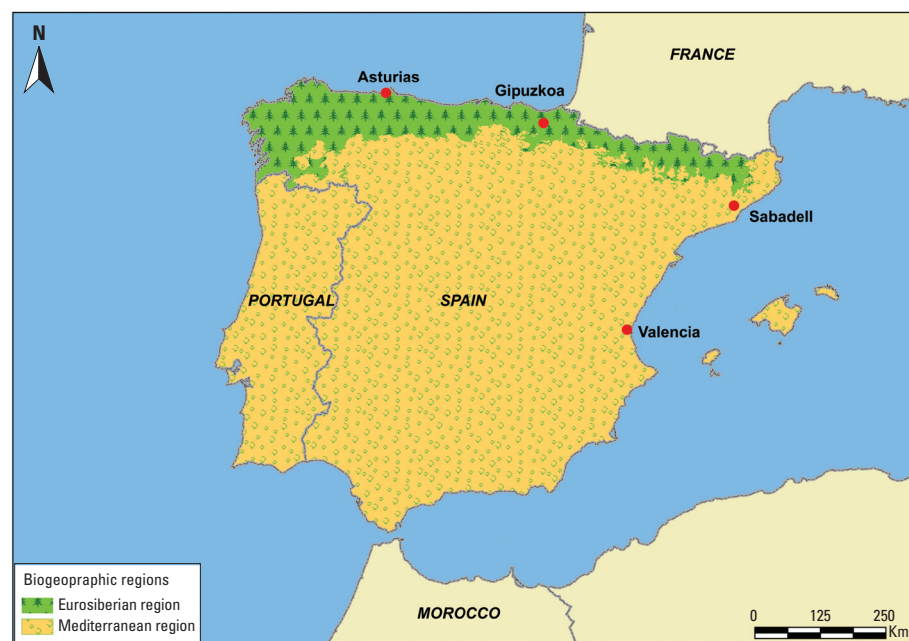 N
FRANCE
Asturias
Gipuzkoa
Sabadell
PORTUGAL
SPAIN
Valencia
Biogeopraphic regions
Eurosiberian region
Mediterranean region
MOROCCO
0 125 250
Km